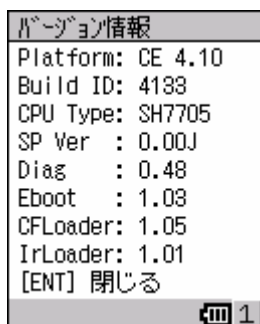 バージョン情報
Platform: CE 4.10
Build ID: 4133
CPU Type: SH7705
SP Ver  : 0.00J
Diag    : 0.48
Eboot   : 1.03
CFLoader: 1.05
IrLoader: 1.01
[ENT] 閉じる
1